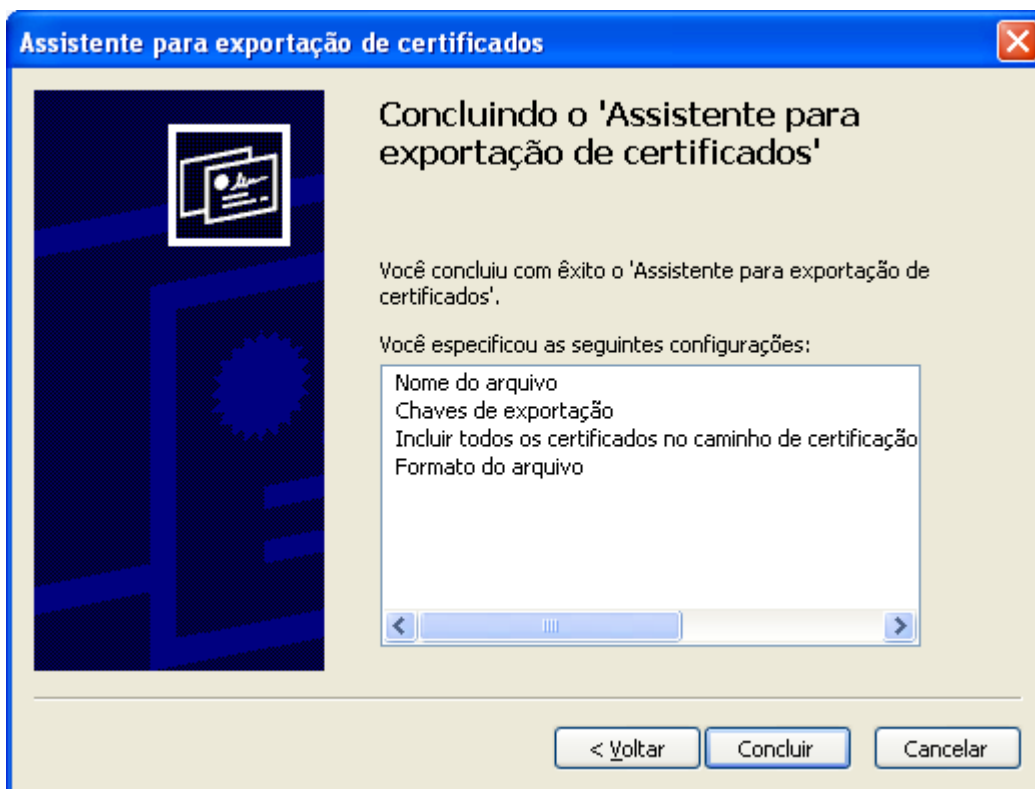 Assistente para exportação de certificados
Concluindo o 'Assistente para
exportação de certificados'
Você concluiu com êxito o 'Assistente para exportação de
certificados'.
Você especificou as seguintes configurações:
Nome do arquivo
Chaves de exportação
Incluir todos os certificados no caminho de certificação
Formato do arquivo
< Voltar
Concluir
Cancelar